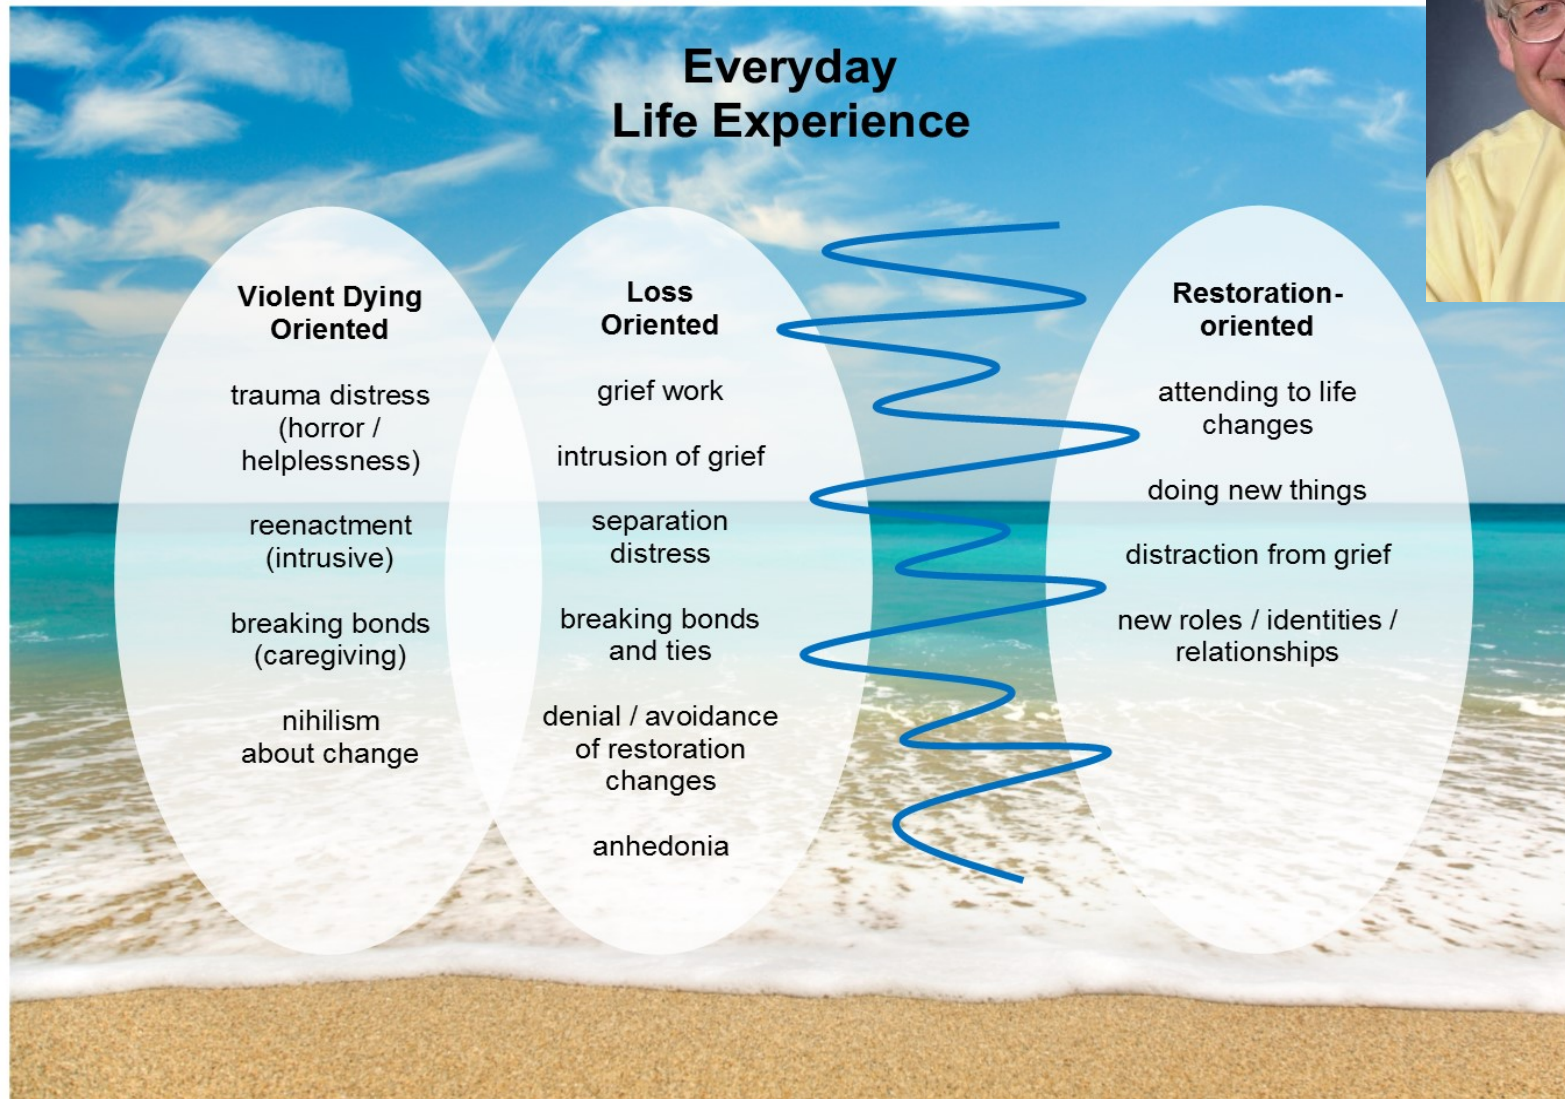 Everyday
Life Experience
Violent Dying
Oriented
trauma distress
(horror /
helplessness)
reenactment
(intrusive)
breaking bonds
(caregiving)
nihilism
about change
Loss
Oriented
grief work
intrusion of grief
separation
distress
breaking bonds
and ties
denial / avoidance
of restoration
changes
anhedonia
Restoration-
oriented
attending to life
changes
doing new things
distraction from grief
new roles / identities /
relationships